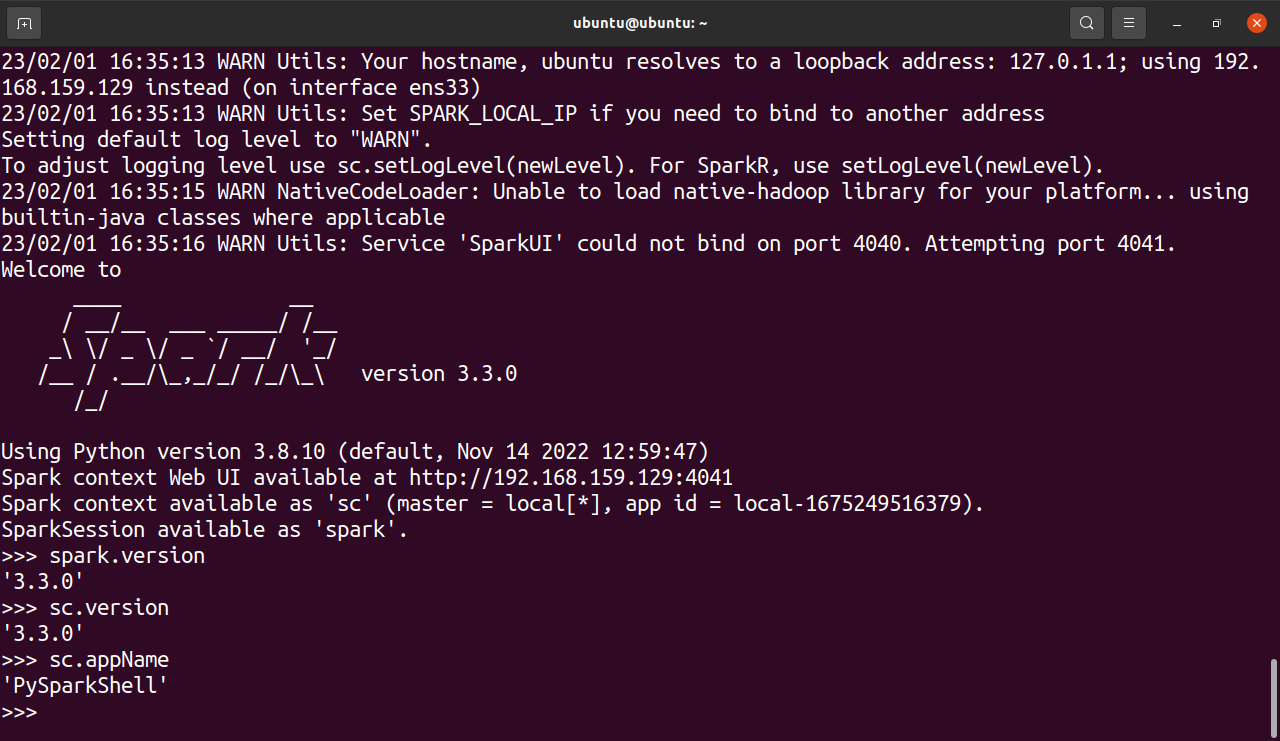 ubuntu@ubuntu: ~
23/02/01 16:35:13 WARN Utils: Your hostname, ubuntu resolves to a loopback address: 127.0.1.1; using 192.
168.159.129 instead (on interface ens33)
23/02/01 16:35:13 WARN Utils: Set SPARK_LOCAL_IP if you need to bind to another address
Setting default log level to "WARN".
To adjust logging level use sc.setLogLevel(newLevel). For SparkR, use setLogLevel(newLevel).
23/02/01 16:35:15 WARN NativeCodeLoader: Unable to load native-hadoop library for your platform... using
builtin-java classes where applicable
23/02/01 16:35:16 WARN Utils: Service 'SparkUI' could not bind on port 4040. Attempting port 4041.
Welcome to
      ____              __
     / __/__  ___ _____/ /__
    _\ \/ _ \/ _ `/ __/  '_/
   /__ / .__/\_,_/_/ /_/\_\   version 3.3.0
      /_/
Using Python version 3.8.10 (default, Nov 14 2022 12:59:47)
Spark context Web UI available at http://192.168.159.129:4041
Spark context available as 'sc' (master = local[*], app id = local-1675249516379).
SparkSession available as 'spark'.
>>> spark.version
'3.3.0'
>>> sc.version
'3.3.0'
>>> sc.appName
'PySparkShell'
>>>